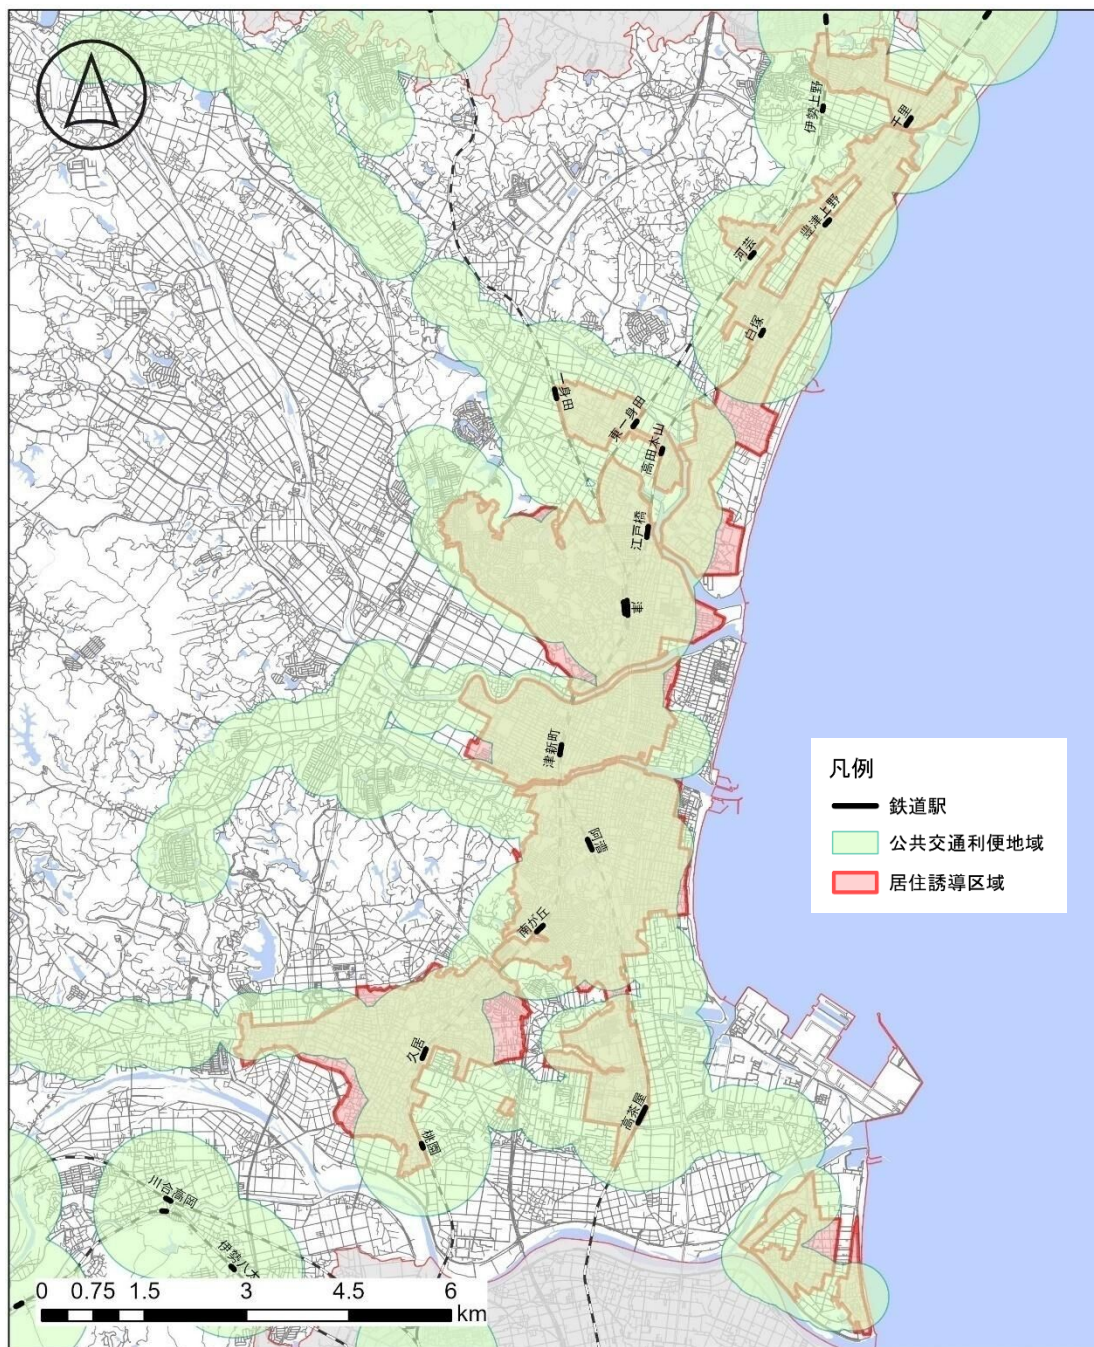 伊勢上野
千里
豊津上野
河芸
白塚
一身田
東一身田
高田本山
江戸橋
津
津新町
凡例
鉄道駅
公共交通利便地域
居住誘導区域
阿漕
南が丘
久居
高茶屋
桃園
川合高岡
伊勢八木
0 0.75 1.5 3 4.5 6
km